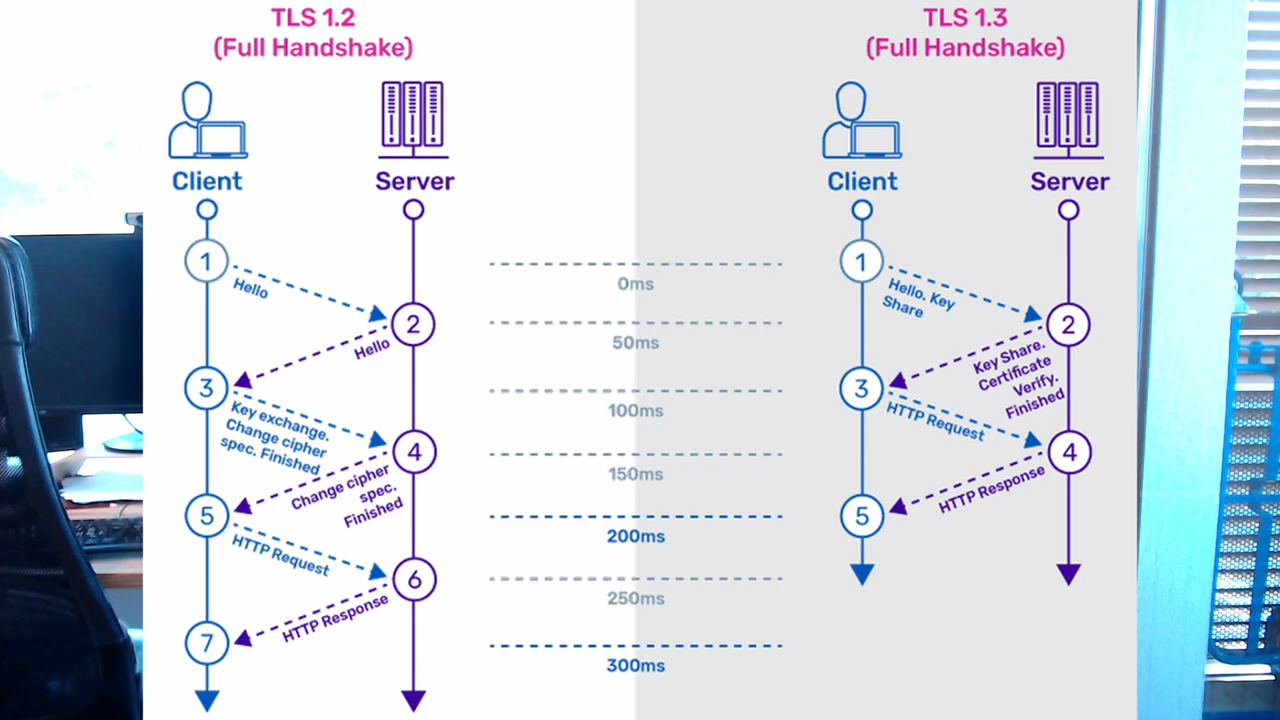 TLS 1.2
(Full Handshake)
Client
Server
1
Hello
2
Hello
3
Key exchange.
Change cipher
spec. Finished
4
Change cipher
spec.
Finished
5
HTTP Request
6
HTTP Response
7
0ms
50ms
100ms
150ms
200ms
250ms
300ms
TLS 1.3
(Full Handshake)
Client
Server
1
Hello. Key
Share
2
Key Share.
Certificate
Verify.
Finished
3
HTTP Request
4
HTTP Response
5